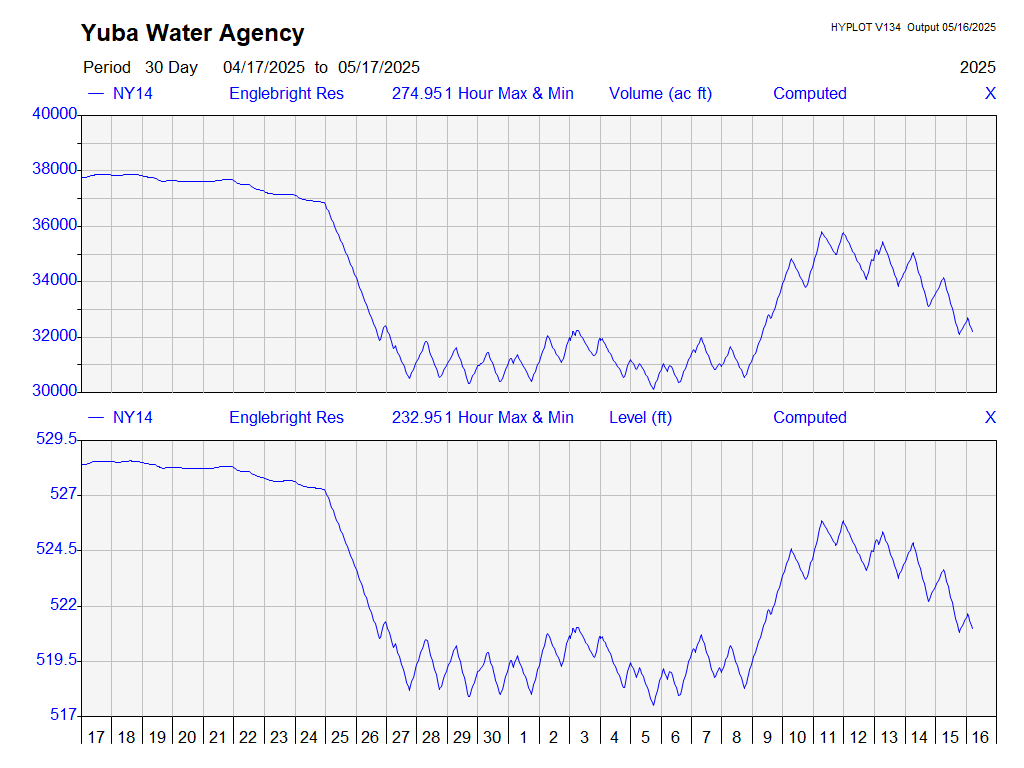 Yuba Water Agency
HYPLOT V134 Output 05/16/2025
Period 30 Day 04/17/2025 to 05/17/2025 2025
NY14 Englebright Res 274.951 Hour Max & Min Volume (ac ft) Computed X
40000
38000
36000
34000
32000
30000
NY14 Englebright Res 232.951 Hour Max & Min Level (ft) Computed X
529.5
527
524.5
522
519.5
517
17 18 19 20 21 22 23 24 25 26 27 28 29 30 1 2 3 4 5 6 7 8 9 10 11 12 13 14 15 16